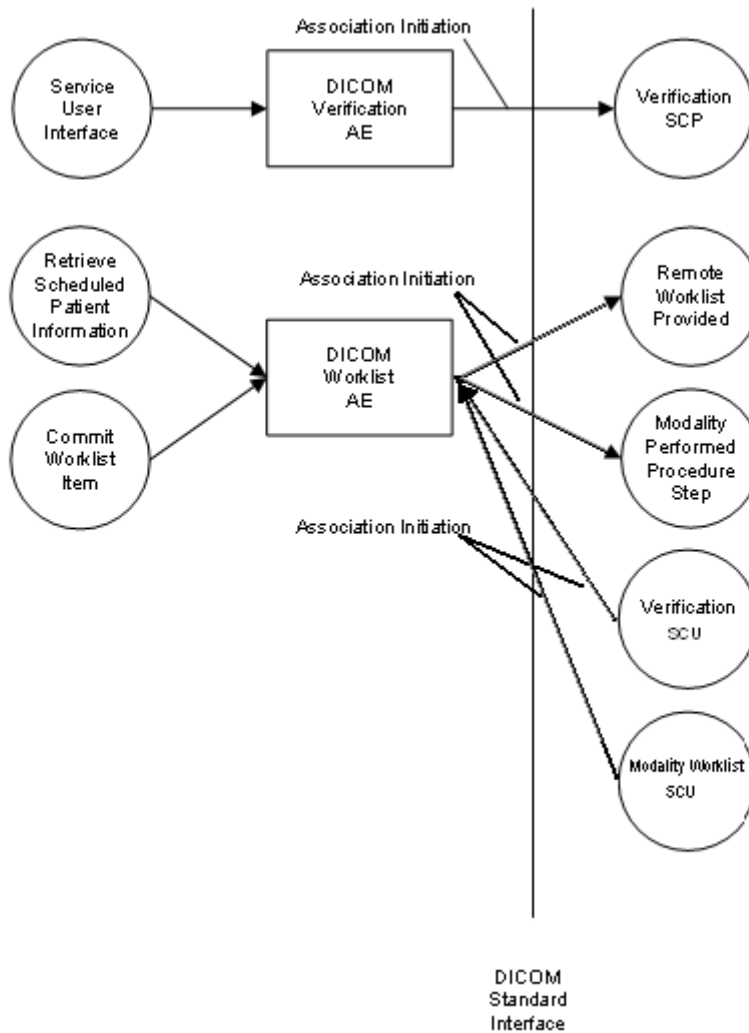 Association Initiation
Service
User
Interface
DICOM
Verification
AE
Verification
SCP
Retrieve
Scheduled
Patient
Information
Association Initiation
DICOM
Worklist
AE
Remote
Worklist
Provided
Commit
Worklist
Item
Modality
Performed
Procedure
Step
Association Initiation
Verification
SCU
Modality Worklist
SCU
DICOM
Standard
Interface